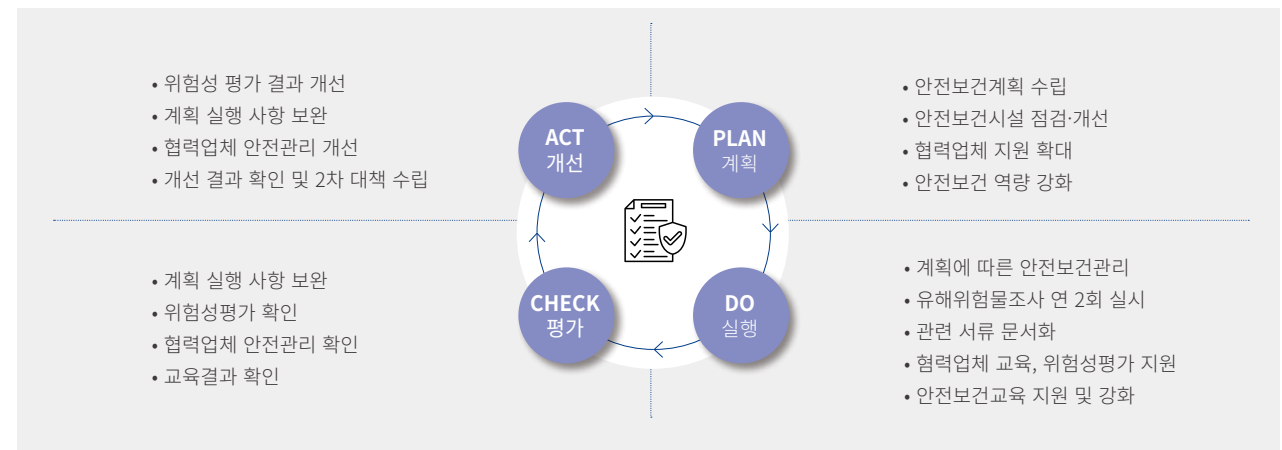 • 위험성 평가 결과 개선
• 계획 실행 사항 보완
• 협력업체 안전관리 개선
• 개선 결과 확인 및 2차 대책 수립
ACT
개선
PLAN
계획
• 안전보건계획 수립
• 안전보건시설 점검·개선
• 협력업체 지원 확대
• 안전보건 역량 강화
• 계획 실행 사항 보완
• 위험성평가 확인
• 협력업체 안전관리 확인
• 교육결과 확인
CHECK
평가
DO
실행
• 계획에 따른 안전보건관리
• 유해위험물조사 연 2회 실시
• 관련 서류 문서화
• 혐력업체 교육, 위험성평가 지원
• 안전보건교육 지원 및 강화